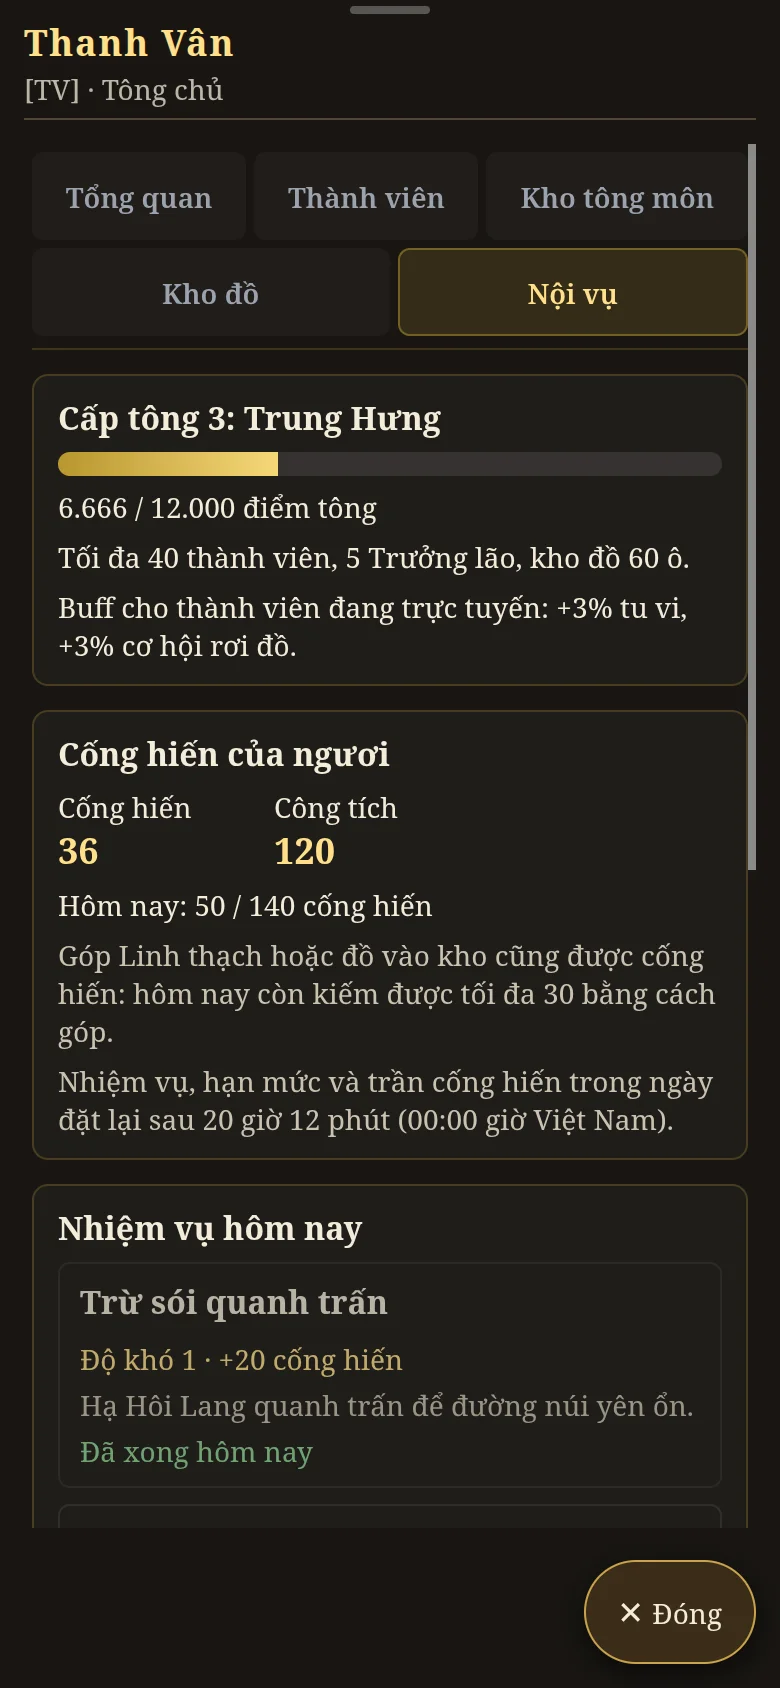 Thanh Vân
[TV] · Tông chủ
Tổng quan
Thành viên
Kho tông môn
Kho đồ
Nội vụ
Cấp tông 3: Trung Hưng
6.666 / 12.000 điểm tông
Tối đa 40 thành viên, 5 Trưởng lão, kho đồ 60 ô.
Buff cho thành viên đang trực tuyến: +3% tu vi,
+3% cơ hội rơi đồ.
Cống hiến của ngươi
Cống hiến
Công tích
36
120
Hôm nay: 50 / 140 cống hiến
Góp Linh thạch hoặc đồ vào kho cũng được cống
hiến: hôm nay còn kiếm được tối đa 30 bằng cách
góp.
Nhiệm vụ, hạn mức và trần cống hiến trong ngày
đặt lại sau 20 giờ 12 phút (00:00 giờ Việt Nam).
Nhiệm vụ hôm nay
Trừ sói quanh trấn
Độ khó 1 · +20 cống hiến
Hạ Hôi Lang quanh trấn để đường núi yên ổn.
Đã xong hôm nay
✕ Đóng